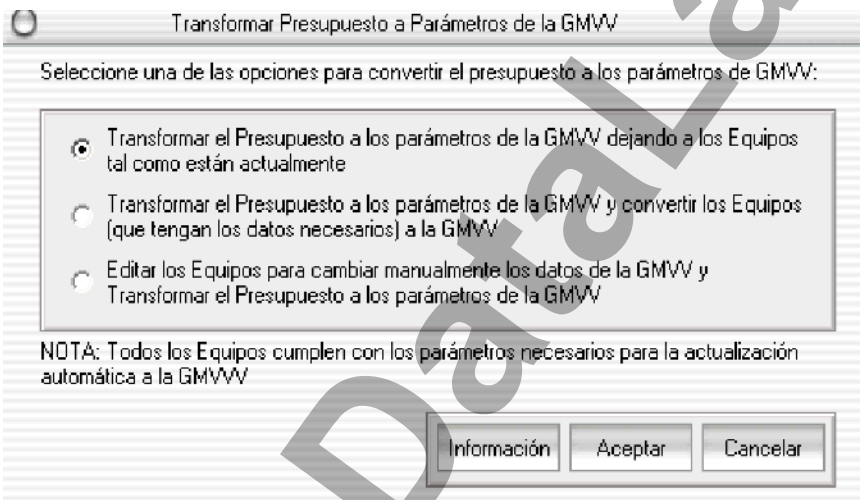 Transformar Presupuesto a Parámetros de la GMVV
Seleccione una de las opciones para convertir el presupuesto a los parámetros de GMVV:
Transformar el Presupuesto a los parámetros de la GMVV dejando a los Equipos
tal como están actualmente
Transformar el Presupuesto a los parámetros de la GMVV y convertir los Equipos
(que tengan los datos necesarios) a la GMVV
Editar los Equipos para cambiar manualmente los datos de la GMVV y
Transformar el Presupuesto a los parámetros de la GMVV
NOTA: Todos los Equipos cumplen con los parámetros necesarios para la actualización
automática a la GMVVV
Información Aceptar Cancelar
DataLa